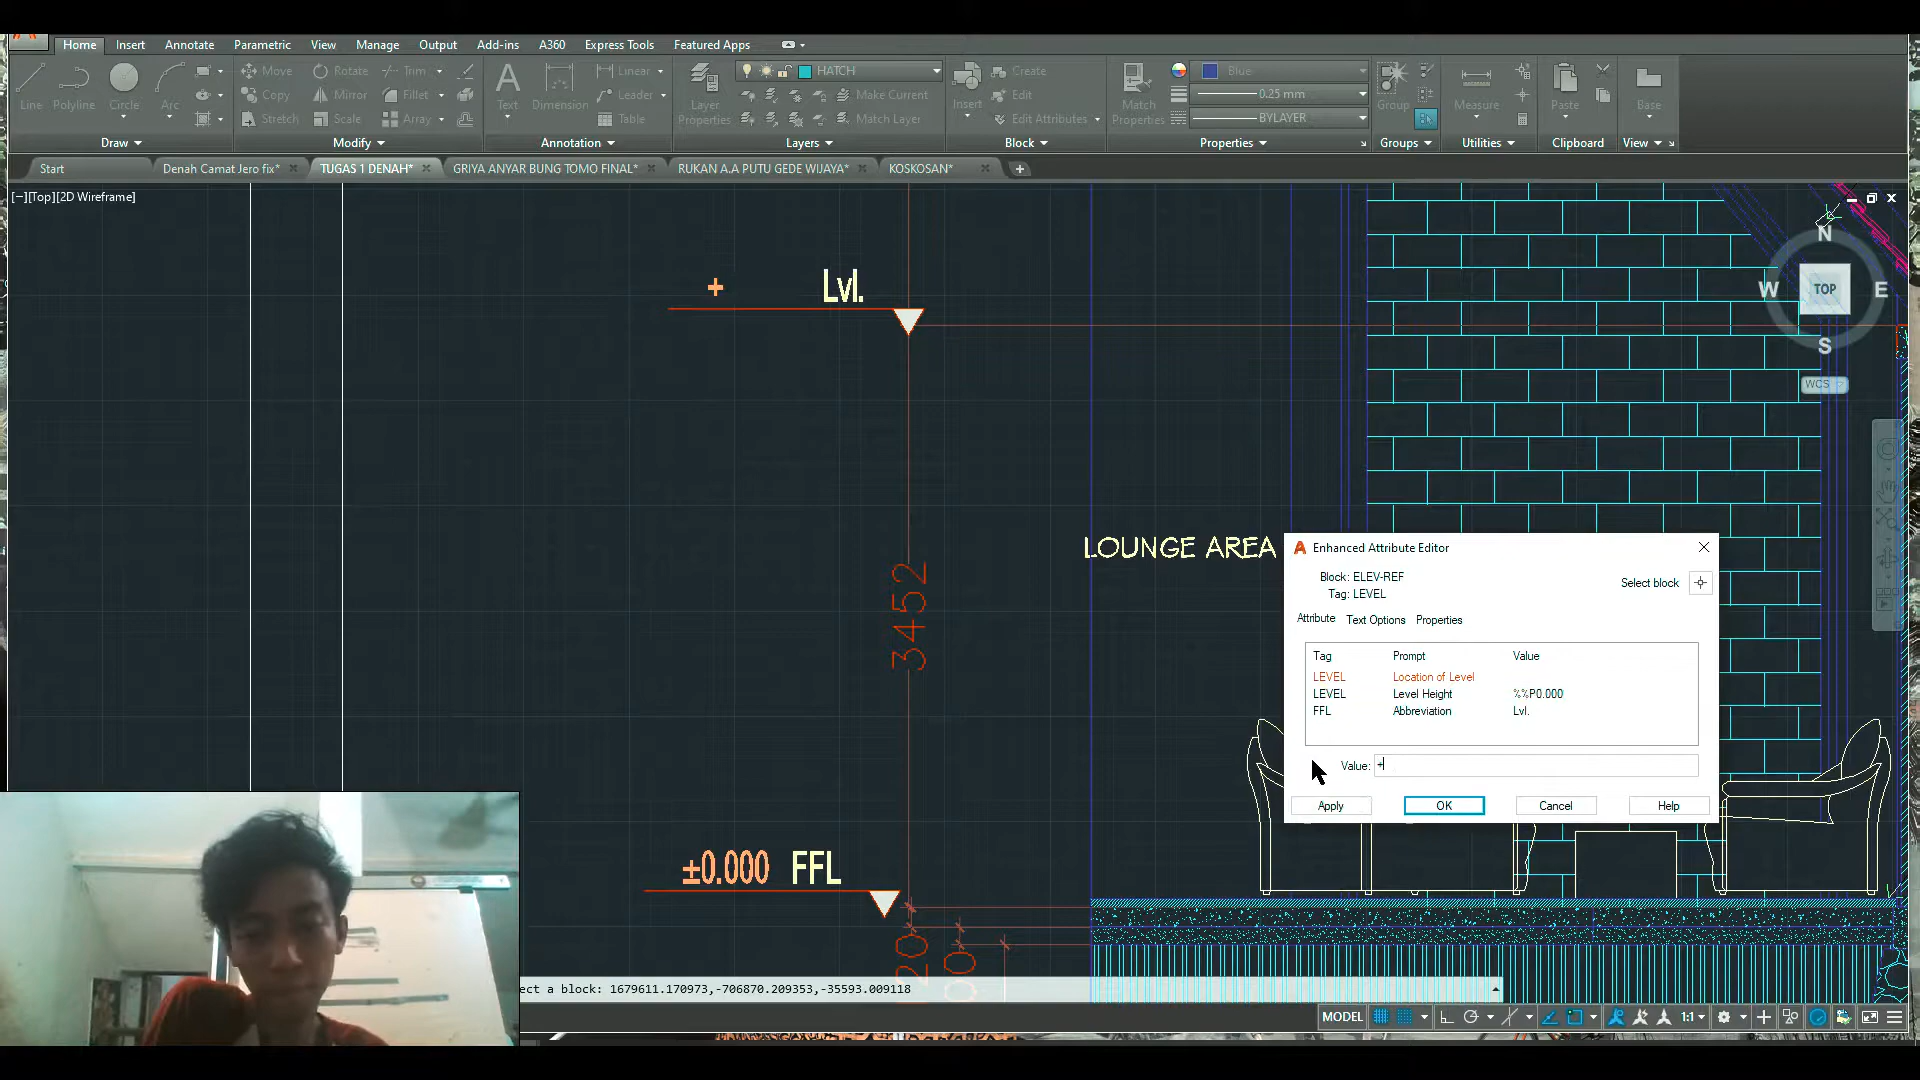 Home Insert Annotate Parametric View Manage Output Add-ins A360 Express Tools Featured Apps
Line Polyline Circle Arc
Move Rotate Trim
Copy Mirror Fillet
Stretch Scale Array
Text Dimension
Linear
Leader
Table
Layer Properties
HATCH
Make Current
Match Layer
Insert
Create
Edit
Edit Attributes
Match Properties
Blue
0.25 mm
BYLAYER
Group
Measure
Paste
Base
Draw Modify Annotation Layers Block Properties Groups Utilities Clipboard View
Start Denah Camat Jero fix* TUGAS 1 DENAH* GRIYA ANYAR BUNG TOMO FINAL* RUKAN A.A PUTU GEDE WIJAYA* KOSKOSAN*
[−][Top][2D Wireframe]
N
W TOP E
S
WCS
+ Lvl.
3452
LOUNGE AREA
Enhanced Attribute Editor
Block: ELEV-REF
Tag: LEVEL
Select block
Attribute Text Options Properties
Tag Prompt Value
LEVEL Location of Level
LEVEL Level Height %%P0.000
FFL Abbreviation Lvl.
Value: +
Apply OK Cancel Help
±0.000 FFL
20
ect a block: 1679611.170973,-706870.209353,-35593.009118
MODEL 1:1